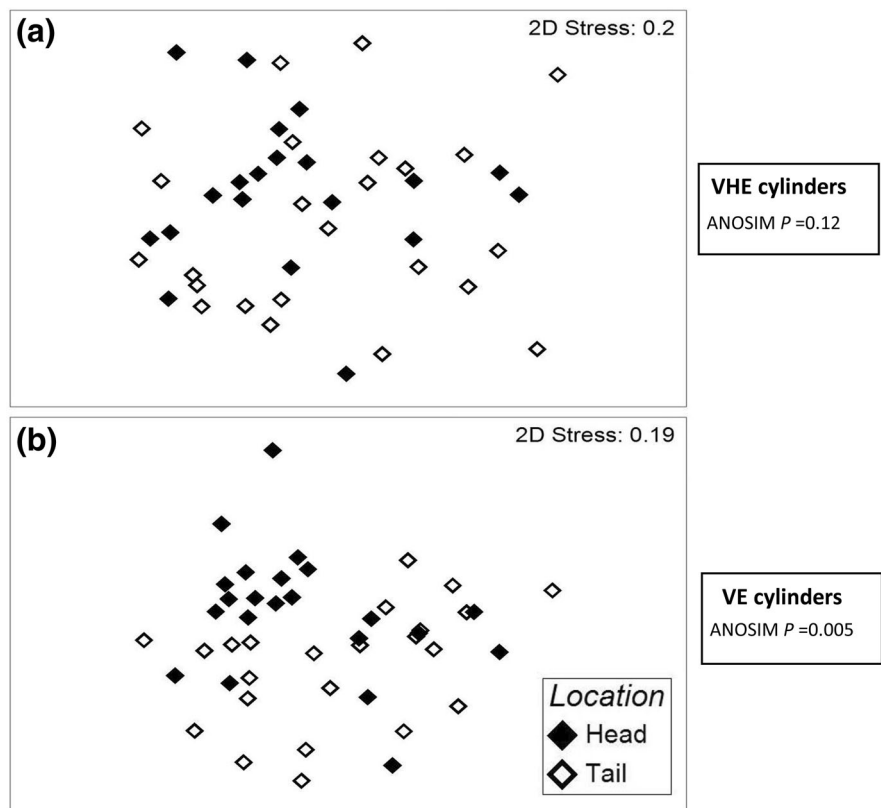 (a)
2D Stress: 0.2
VHE cylinders
ANOSIM P =0.12
(b)
2D Stress: 0.19
VE cylinders
ANOSIM P =0.005
Location
Head
Tail